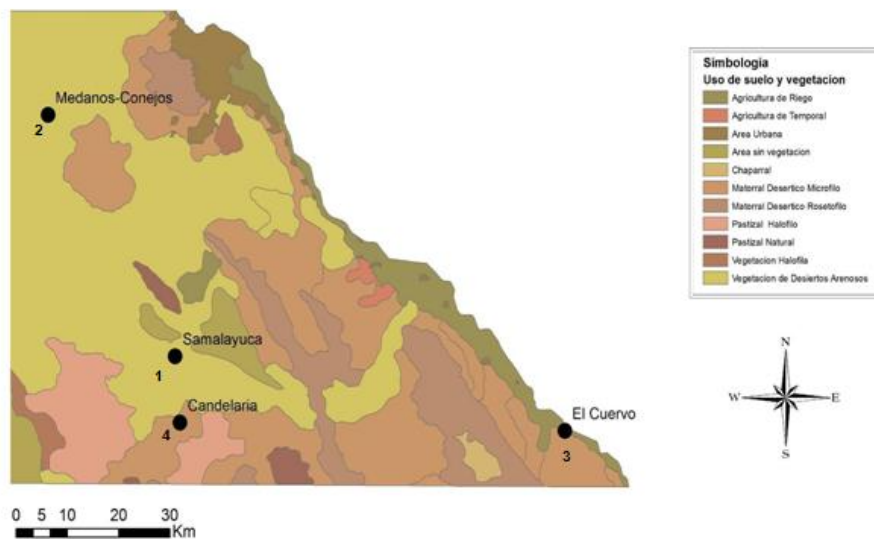 Medanos-Conejos
2
Samalayuca
1
Candelaria
4
El Cuervo
3
0 5 10 20 30
Km
Simbologia
Uso de suelo y vegetacion
Agricultura de Riego
Agricultura de Temporal
Area Urbana
Area sin vegetacion
Chaparral
Matorral Desertico Microfilo
Matorral Desertico Rosetofilo
Pastizal Halofilo
Pastizal Natural
Vegetacion Halofila
Vegetacion de Desiertos Arenosos
N
W E
S